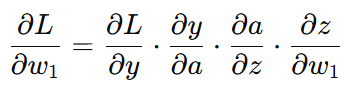 ∂L/∂w₁ = ∂L/∂y · ∂y/∂a · ∂a/∂z · ∂z/∂w₁